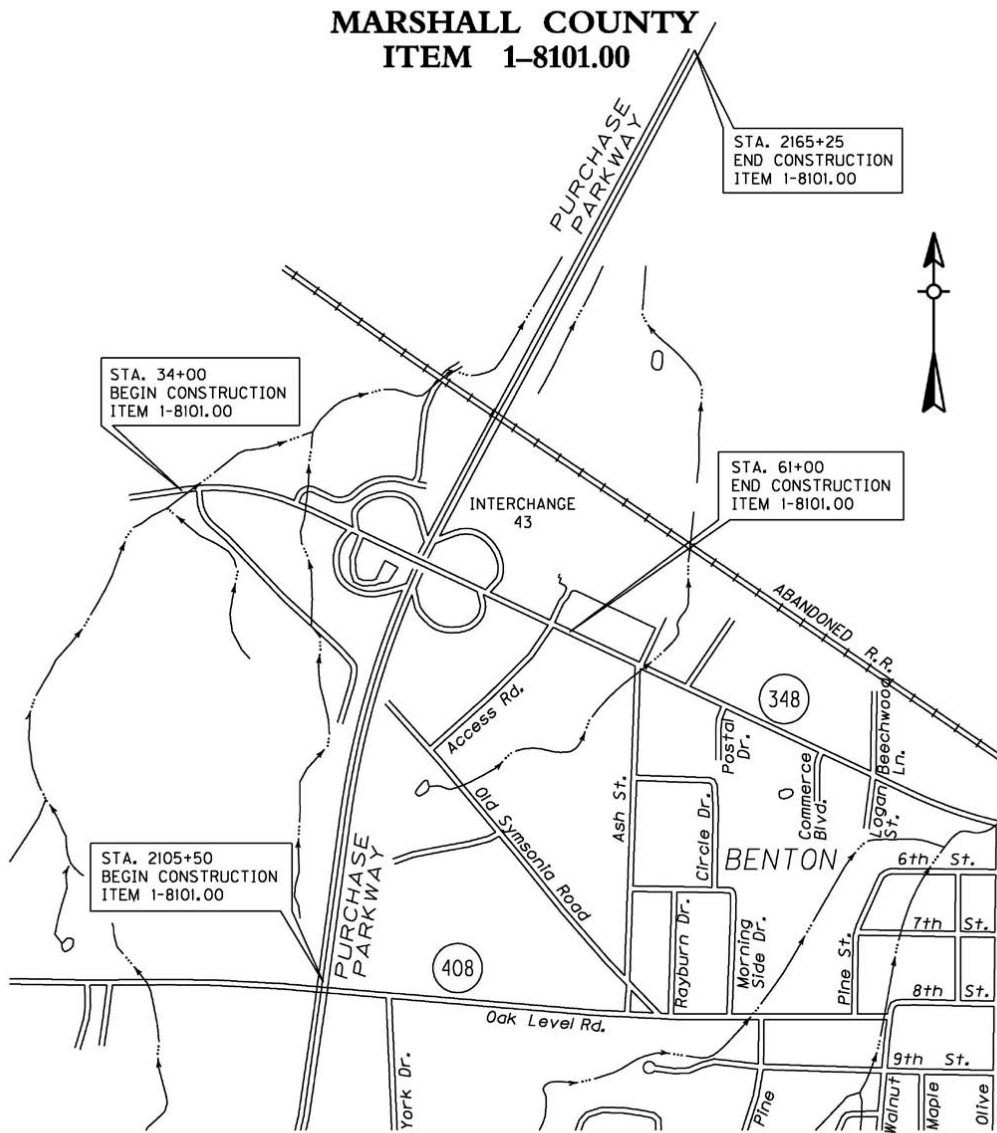 MARSHALL COUNTY
ITEM 1–8101.00
PURCHASE
PARKWAY
STA. 2165+25
END CONSTRUCTION
ITEM 1-8101.00
STA. 34+00
BEGIN CONSTRUCTION
ITEM 1-8101.00
INTERCHANGE
43
STA. 61+00
END CONSTRUCTION
ITEM 1-8101.00
ABANDONED R.R.
348
Access Rd.
Postal
Dr.
Beechwood
Ln.
Commerce
Blvd.
Logan
St.
Ash St.
Circle Dr.
Old Symsonia Road
BENTON
STA. 2105+50
BEGIN CONSTRUCTION
ITEM 1-8101.00
PURCHASE
PARKWAY
408
Rayburn Dr.
Morning
Side Dr.
Pine St.
6th St.
7th St.
8th St.
Oak Level Rd.
9th St.
York Dr.
Pine
Walnut
Maple
Olive